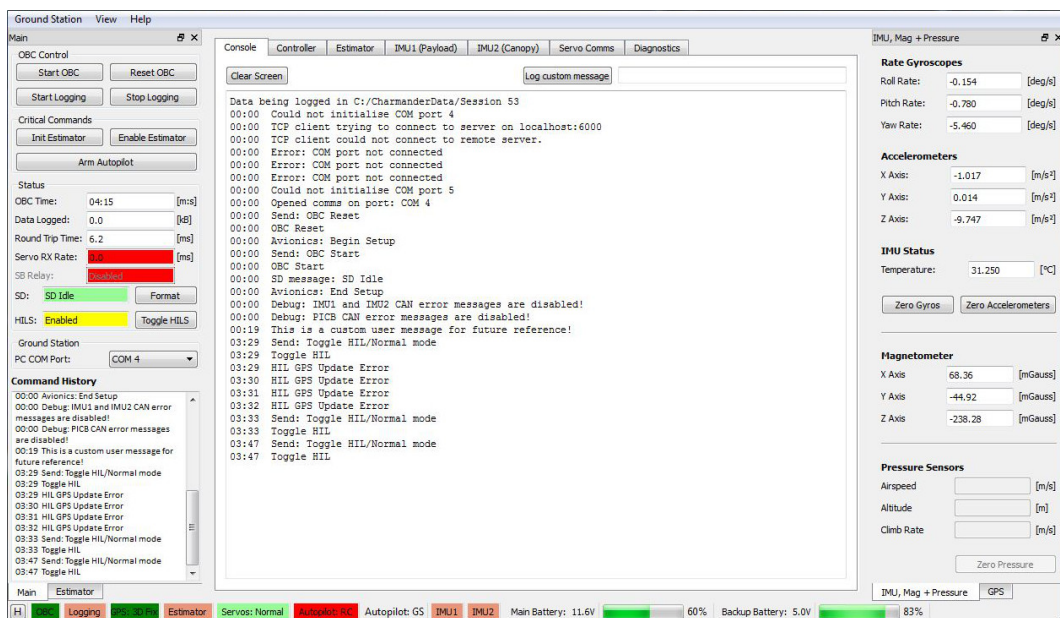 Ground Station View Help
Main
OBC Control
Start OBC Reset OBC
Start Logging Stop Logging
Critical Commands
Init Estimator Enable Estimator
Arm Autopilot
Status
OBC Time: 04:15 [m:s]
Data Logged: 0.0 [kB]
Round Trip Time: 6.2 [ms]
Servo RX Rate: 0.0 [ms]
SB Relay: Disabled
SD: SD Idle Format
HILS: Enabled Toggle HILS
Ground Station
PC COM Port: COM 4
Command History
00:00 Avionics: End Setup
00:00 Debug: IMU1 and IMU2 CAN error
messages are disabled!
00:00 Debug: PICB CAN error messages
are disabled!
00:19 This is a custom user message for
future reference!
03:29 Send: Toggle HIL/Normal mode
03:29 Toggle HIL
03:29 HIL GPS Update Error
03:30 HIL GPS Update Error
03:31 HIL GPS Update Error
03:32 HIL GPS Update Error
03:33 Send: Toggle HIL/Normal mode
03:33 Toggle HIL
03:47 Send: Toggle HIL/Normal mode
03:47 Toggle HIL
Main Estimator
Console Controller Estimator IMU1 (Payload) IMU2 (Canopy) Servo Comms Diagnostics
Clear Screen Log custom message
Data being logged in C:/CharmanderData/Session 53
00:00 Could not initialise COM port 4
00:00 TCP client trying to connect to server on localhost:6000
00:00 TCP client could not connect to remote server.
00:00 Error: COM port not connected
00:00 Error: COM port not connected
00:00 Error: COM port not connected
00:00 Could not initialise COM port 5
00:00 Opened comms on port: COM 4
00:00 Send: OBC Reset
00:00 OBC Reset
00:00 Avionics: Begin Setup
00:00 Send: OBC Start
00:00 OBC Start
00:00 SD message: SD Idle
00:00 Avionics: End Setup
00:00 Debug: IMU1 and IMU2 CAN error messages are disabled!
00:00 Debug: PICB CAN error messages are disabled!
00:19 This is a custom user message for future reference!
03:29 Send: Toggle HIL/Normal mode
03:29 Toggle HIL
03:29 HIL GPS Update Error
03:30 HIL GPS Update Error
03:31 HIL GPS Update Error
03:32 HIL GPS Update Error
03:33 Send: Toggle HIL/Normal mode
03:33 Toggle HIL
03:47 Send: Toggle HIL/Normal mode
03:47 Toggle HIL
IMU, Mag + Pressure
Rate Gyroscopes
Roll Rate: -0.154 [deg/s]
Pitch Rate: -0.780 [deg/s]
Yaw Rate: -5.460 [deg/s]
Accelerometers
X Axis: -1.017 [m/s²]
Y Axis: 0.014 [m/s²]
Z Axis: -9.747 [m/s²]
IMU Status
Temperature: 31.250 [°C]
Zero Gyros Zero Accelerometers
Magnetometer
X Axis 68.36 [mGauss]
Y Axis -44.92 [mGauss]
Z Axis -238.28 [mGauss]
Pressure Sensors
Airspeed [m/s]
Altitude [m]
Climb Rate [m/s]
Zero Pressure
IMU, Mag + Pressure GPS
H OBC Logging GPS: 3D Fix Estimator Servos: Normal Autopilot: RC Autopilot: GS IMU1 IMU2 Main Battery: 11.6V 60% Backup Battery: 5.0V 83%